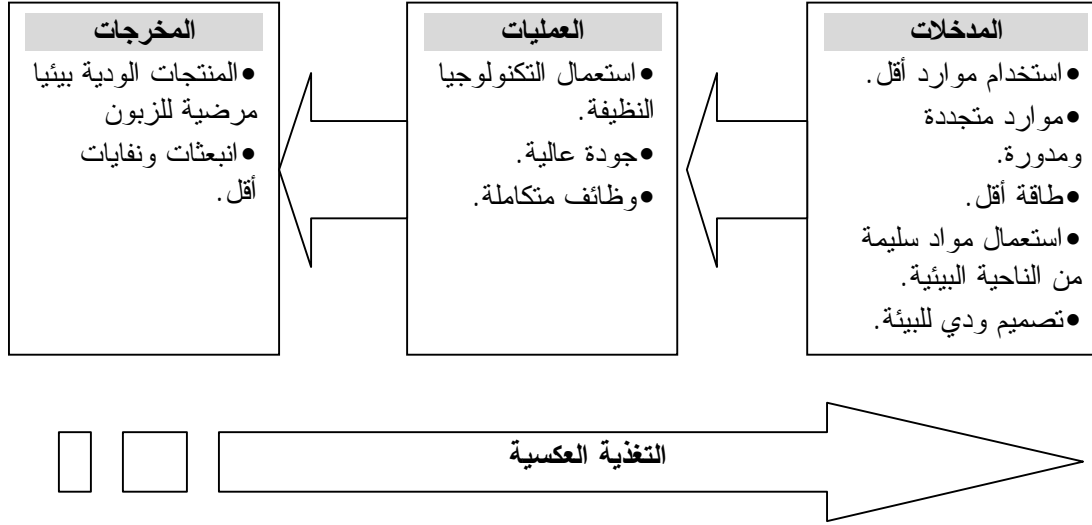 المدخلات
•استخدام موارد أقل.
•موارد متجددة
ومدورة.
•طاقة أقل.
•استعمال مواد سليمة
من الناحية البيئية.
•تصميم ودي للبيئة.
العمليات
•استعمال التكنولوجيا
النظيفة.
•جودة عالية.
•وظائف متكاملة.
المخرجات
•المنتجات الودية بيئيا
مرضية للزبون
•انبعثات ونفايات
أقل.
التغذية العكسية